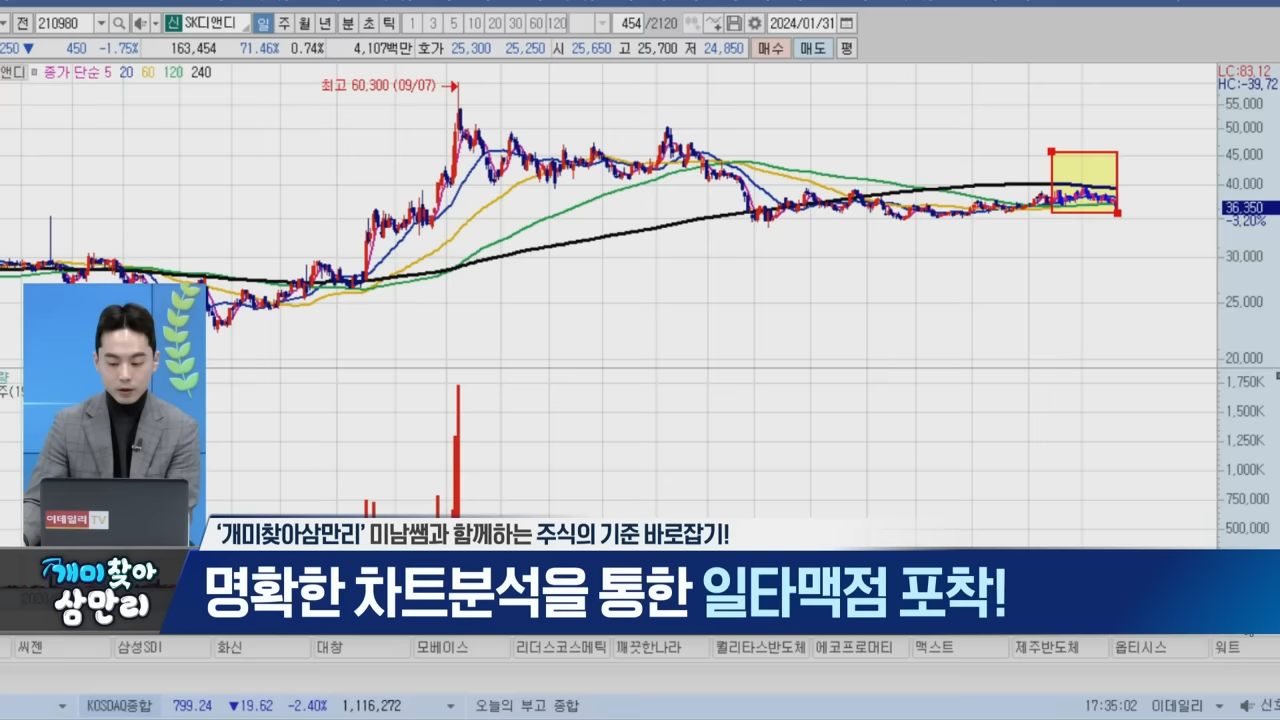 전 210980 신 SK디앤디 일 주 월 년 분 초 틱 1 3 5 10 20 30 60 120 454 /2120 2024/01/31
250 ▼ 450 -1.75% 163,454 71.46% 0.74% 4,107백만 호가 25,300 25,250 시 25,650 고 25,700 저 24,850 매수 매도 평
앤디 종가 단순 5 20 60 120 240
LC:83.12
HC:-39.72
최고 60,300 (09/07)
55,000
50,000
45,000
40,000
36,350
-3.20%
30,000
25,000
20,000
1,750K
1,500K
1,250K
1,000K
750,000
500,000
이데일리 TV
'개미찾아삼만리' 미남쌤과 함께하는 주식의 기준 바로잡기!
개미찾아
삼만리
명확한 차트분석을 통한 일타맥점 포착!
씨젠 삼성SDI 화신 대창 모베이스 리더스코스메틱 깨끗한나라 퀄리타스반도체 에코프로머티 맥스트 제주반도체 옵티시스 워트
KOSDAQ종합 799.24 ▼19.62 -2.40% 1,116,272 오늘의 부고 종합 17:35:02 이데일리